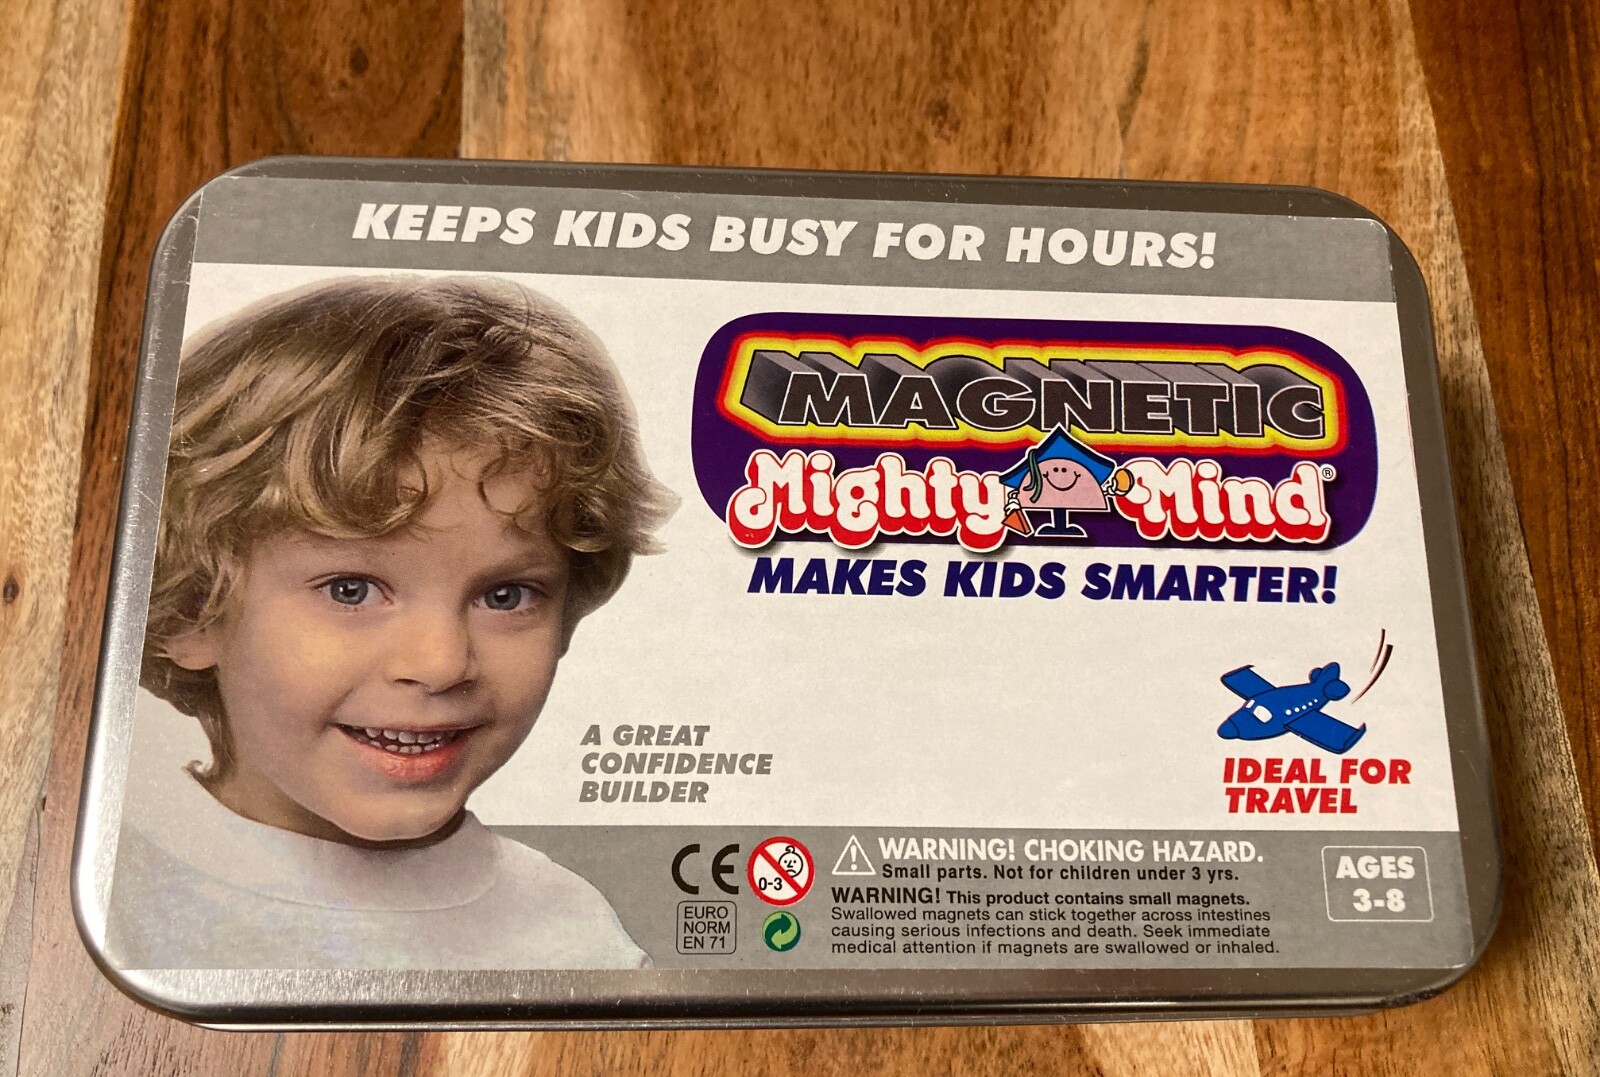 KEEPS KIDS BUSY FOR HOURS!
MAGNETIC
Mighty Mind®
MAKES KIDS SMARTER!
A GREAT
CONFIDENCE
BUILDER
IDEAL FOR
TRAVEL
CE
0-3
EURO
NORM
EN 71
WARNING! CHOKING HAZARD.
Small parts. Not for children under 3 yrs.
WARNING! This product contains small magnets.
Swallowed magnets can stick together across intestines
causing serious infections and death. Seek immediate
medical attention if magnets are swallowed or inhaled.
AGES
3-8